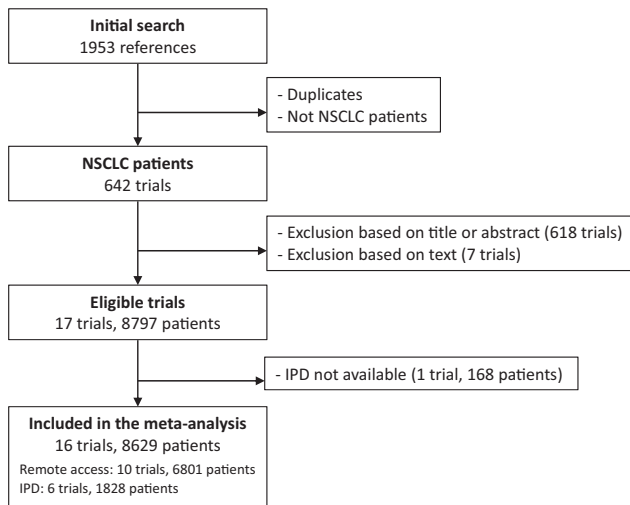 Initial search
1953 references
- Duplicates
- Not NSCLC patients
NSCLC patients
642 trials
- Exclusion based on title or abstract (618 trials)
- Exclusion based on text (7 trials)
Eligible trials
17 trials, 8797 patients
- IPD not available (1 trial, 168 patients)
Included in the meta-analysis
16 trials, 8629 patients
Remote access: 10 trials, 6801 patients
IPD: 6 trials, 1828 patients